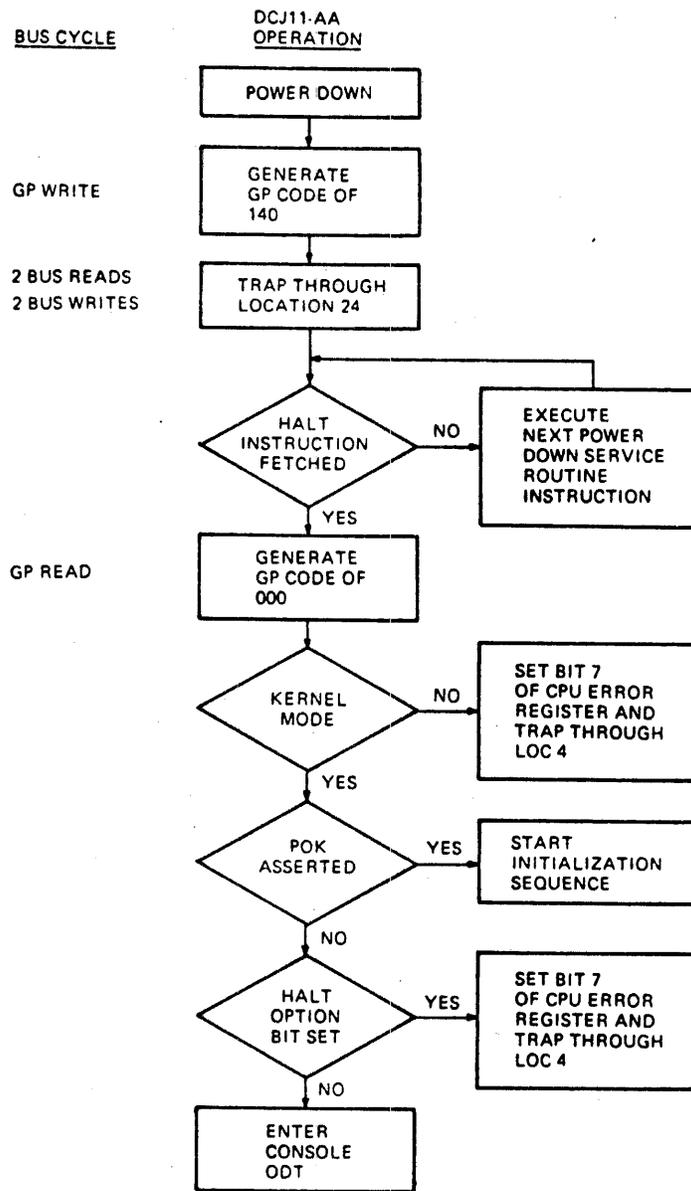 BUS CYCLE
DCJ11-AA
OPERATION
POWER DOWN
GP WRITE
GENERATE
GP CODE OF
140
2 BUS READS
2 BUS WRITES
TRAP THROUGH
LOCATION 24
HALT
INSTRUCTION
FETCHED
NO
EXECUTE
NEXT POWER
DOWN SERVICE
ROUTINE
INSTRUCTION
YES
GP READ
GENERATE
GP CODE OF
000
KERNEL
MODE
NO
SET BIT 7
OF CPU ERROR
REGISTER AND
TRAP THROUGH
LOC 4
YES
POK
ASSERTED
YES
START
INITIALIZATION
SEQUENCE
NO
HALT
OPTION
BIT SET
YES
SET BIT 7
OF CPU ERROR
REGISTER AND
TRAP THROUGH
LOC 4
NO
ENTER
CONSOLE
ODT